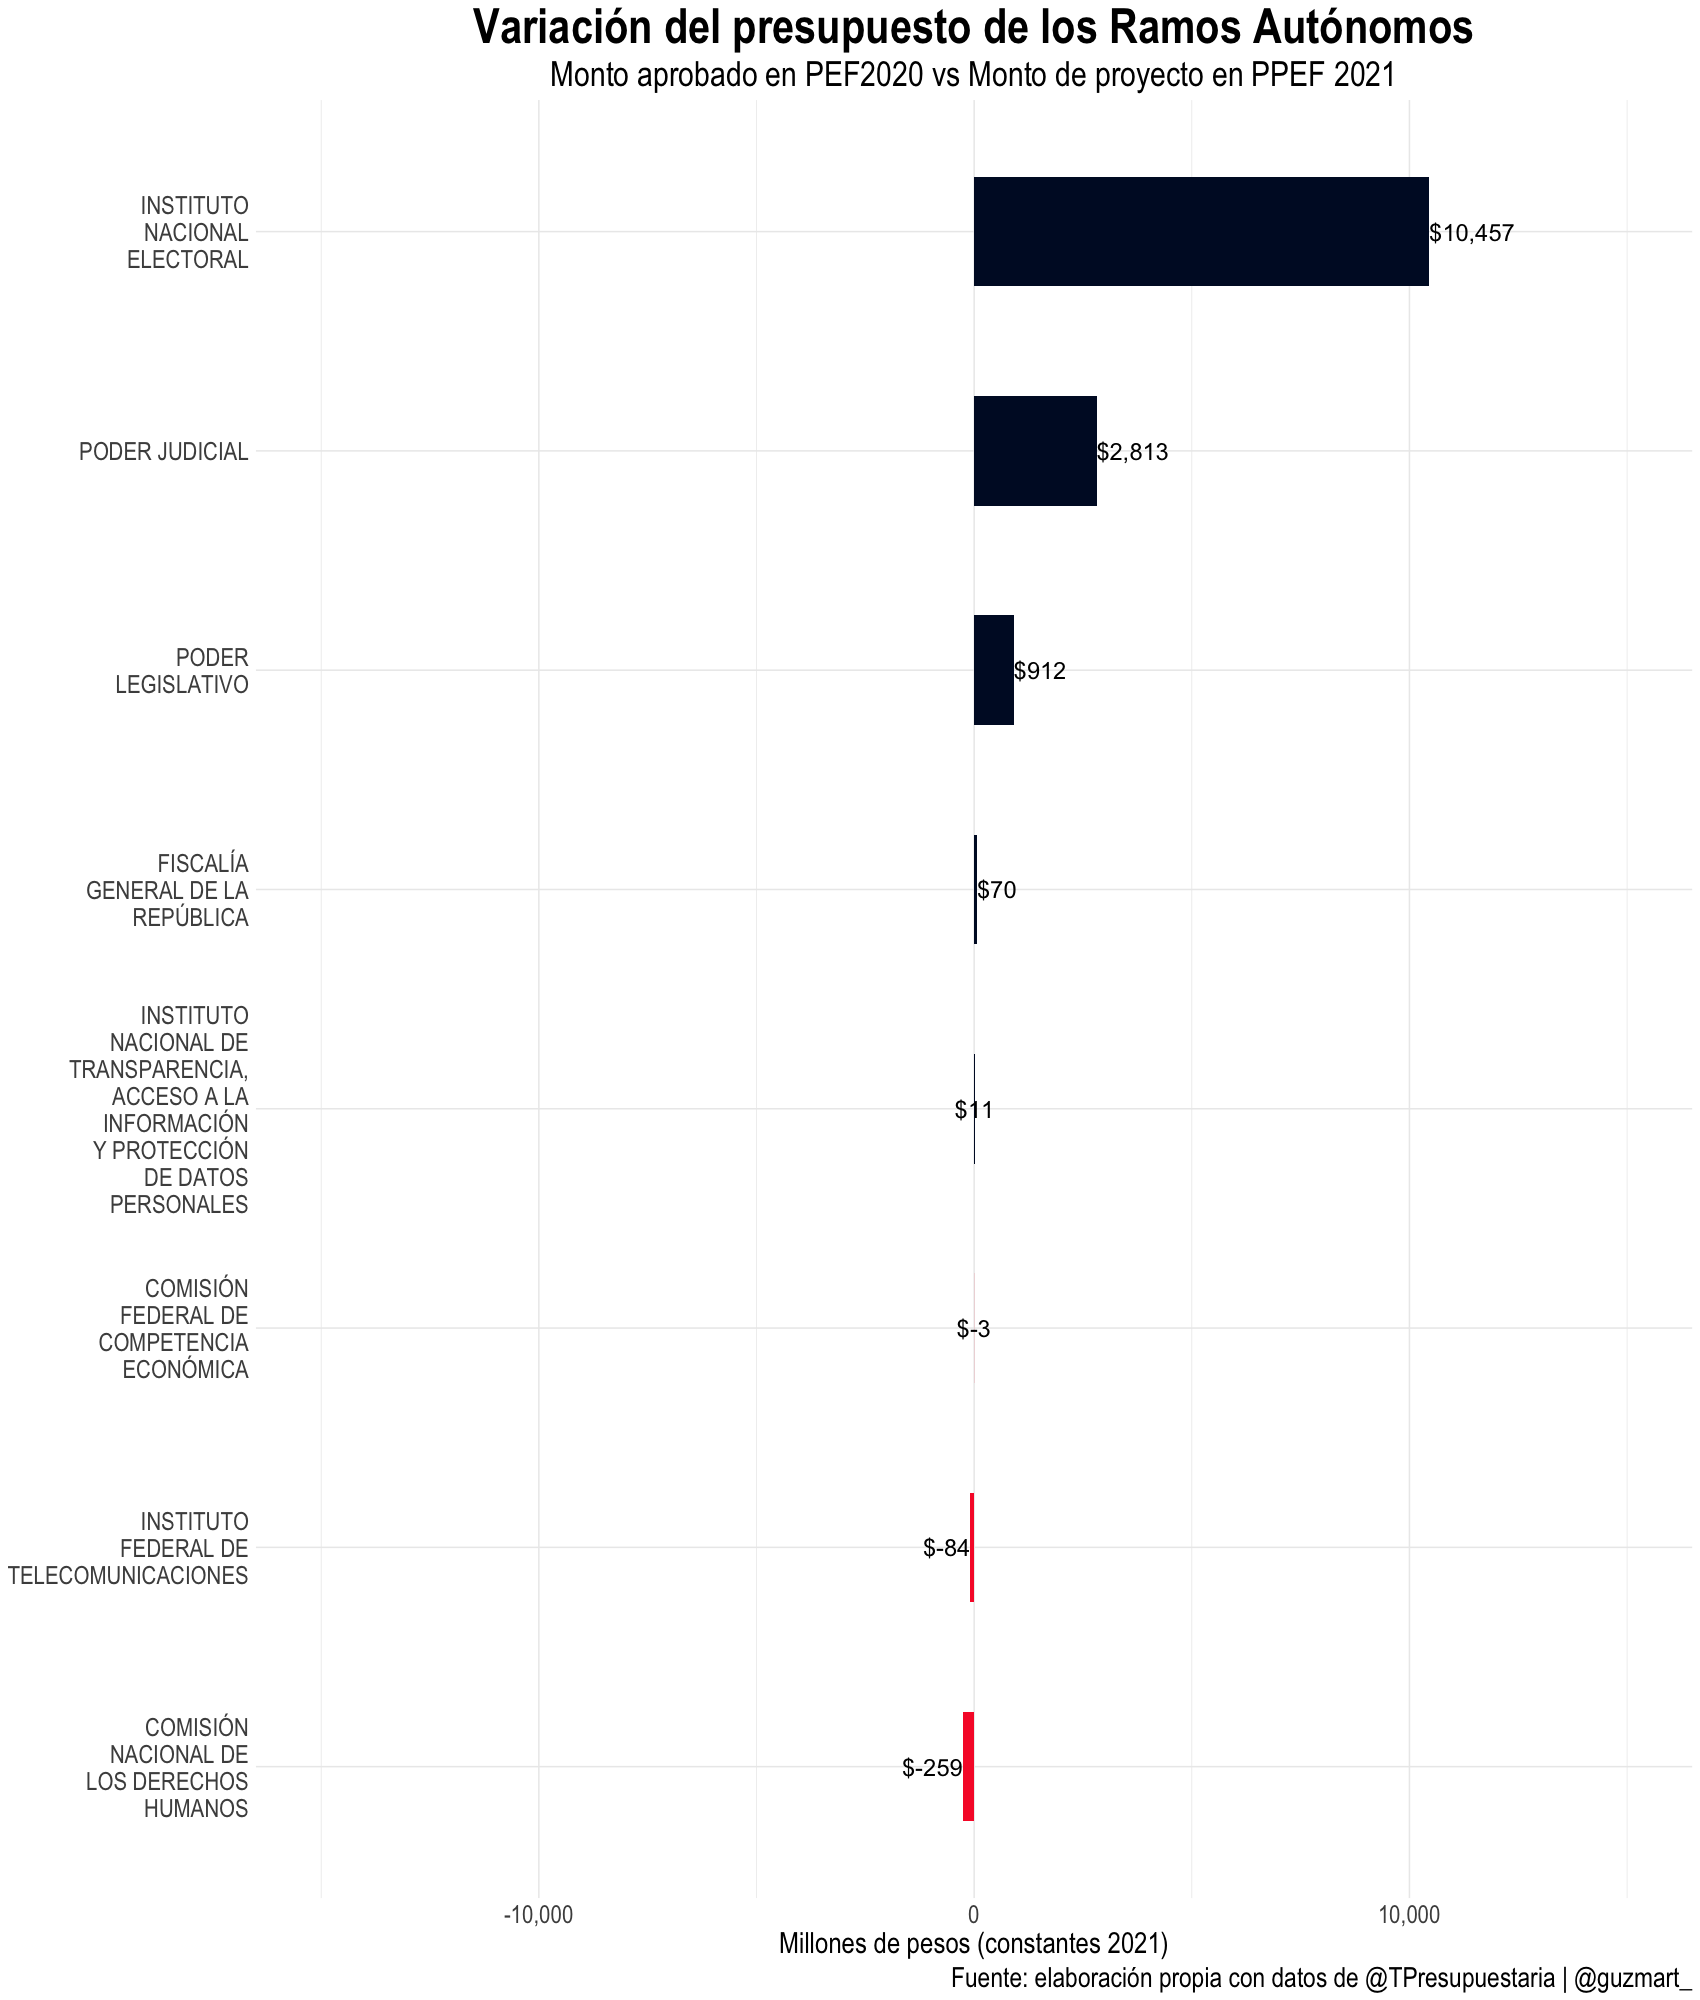 Variación del presupuesto de los Ramos Autónomos
Monto aprobado en PEF2020 vs Monto de proyecto en PPEF 2021
INSTITUTO
NACIONAL
ELECTORAL
$10,457
PODER JUDICIAL
$2,813
PODER
LEGISLATIVO
$912
FISCALÍA
GENERAL DE LA
REPÚBLICA
$70
INSTITUTO
NACIONAL DE
TRANSPARENCIA,
ACCESO A LA
INFORMACIÓN
Y PROTECCIÓN
DE DATOS
PERSONALES
$11
COMISIÓN
FEDERAL DE
COMPETENCIA
ECONÓMICA
$-3
INSTITUTO
FEDERAL DE
TELECOMUNICACIONES
$-84
COMISIÓN
NACIONAL DE
LOS DERECHOS
HUMANOS
$-259
-10,000
0
10,000
Millones de pesos (constantes 2021)
Fuente: elaboración propia con datos de @TPresupuestaria | @guzmart_